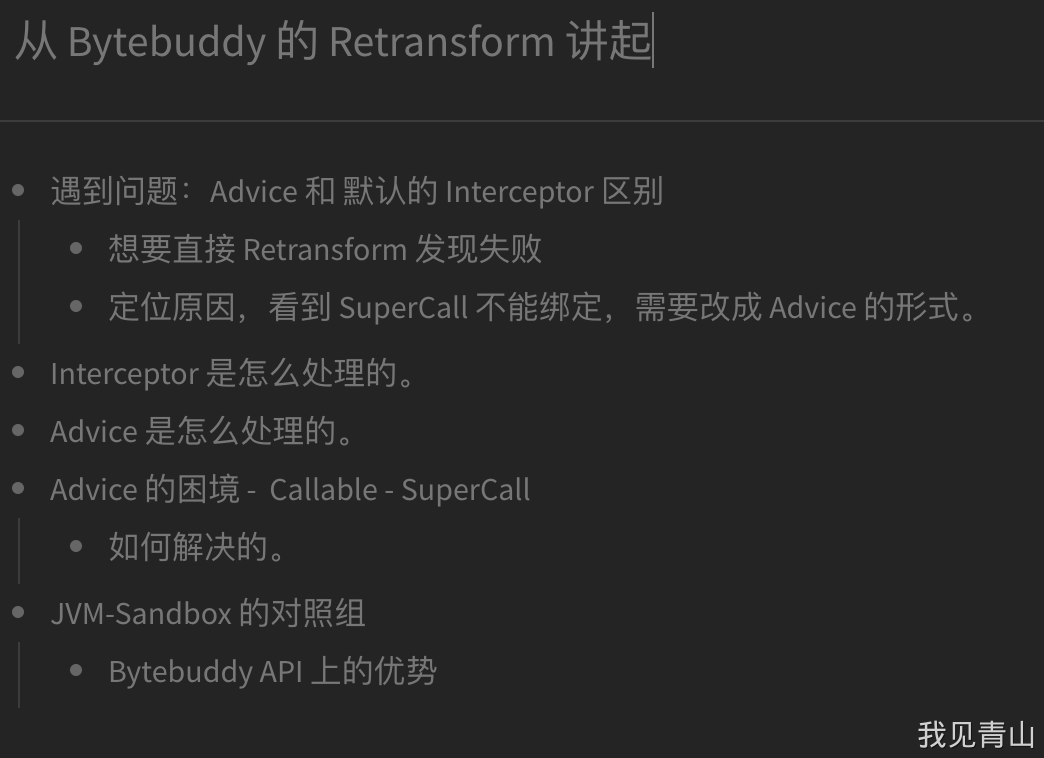 从 Bytebuddy 的 Retransform 讲起
遇到问题：Advice 和 默认的 Interceptor 区别
想要直接 Retransform 发现失败
定位原因，看到 SuperCall 不能绑定，需要改成 Advice 的形式。
Interceptor 是怎么处理的。
Advice 是怎么处理的。
Advice 的困境 - Callable - SuperCall
如何解决的。
JVM-Sandbox 的对照组
Bytebuddy API 上的优势
我见青山